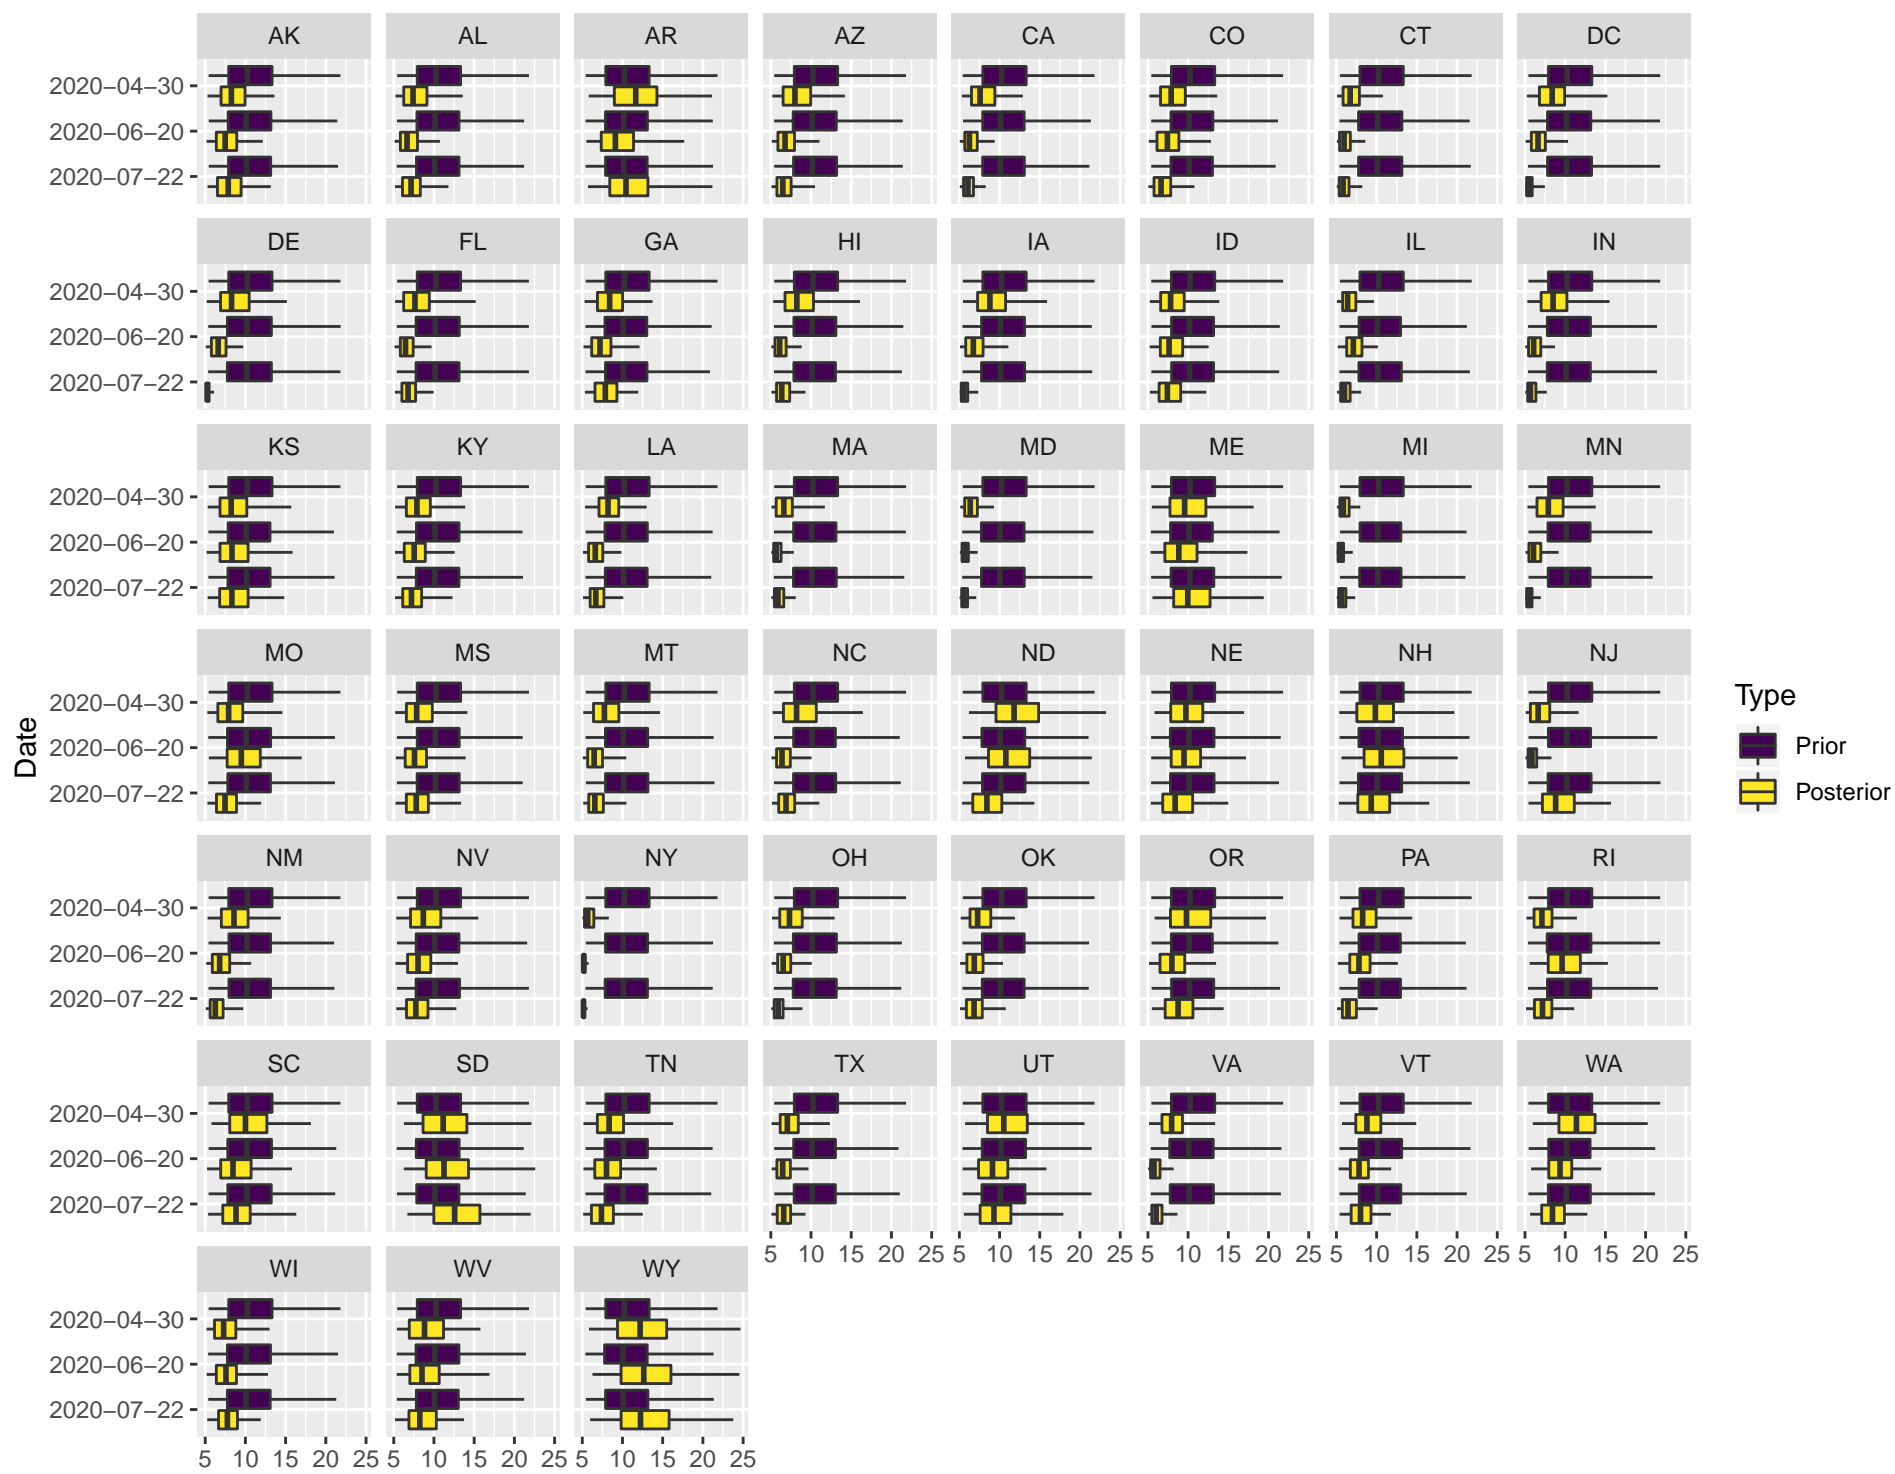 AK AL AR AZ CA CO CT DC
2020−04−30
2020−06−20
2020−07−22
DE FL GA HI IA ID IL IN
2020−04−30
2020−06−20
2020−07−22
KS KY LA MA MD ME MI MN
2020−04−30
2020−06−20
2020−07−22
MO MS MT NC ND NE NH NJ
2020−04−30
2020−06−20
2020−07−22
Date
Type
Prior
Posterior
NM NV NY OH OK OR PA RI
2020−04−30
2020−06−20
2020−07−22
SC SD TN TX UT VA VT WA
2020−04−30
2020−06−20
2020−07−22
5 10 15 20 25 5 10 15 20 25 5 10 15 20 25 5 10 15 20 25 5 10 15 20 25
WI WV WY
2020−04−30
2020−06−20
2020−07−22
5 10 15 20 25 5 10 15 20 25 5 10 15 20 25